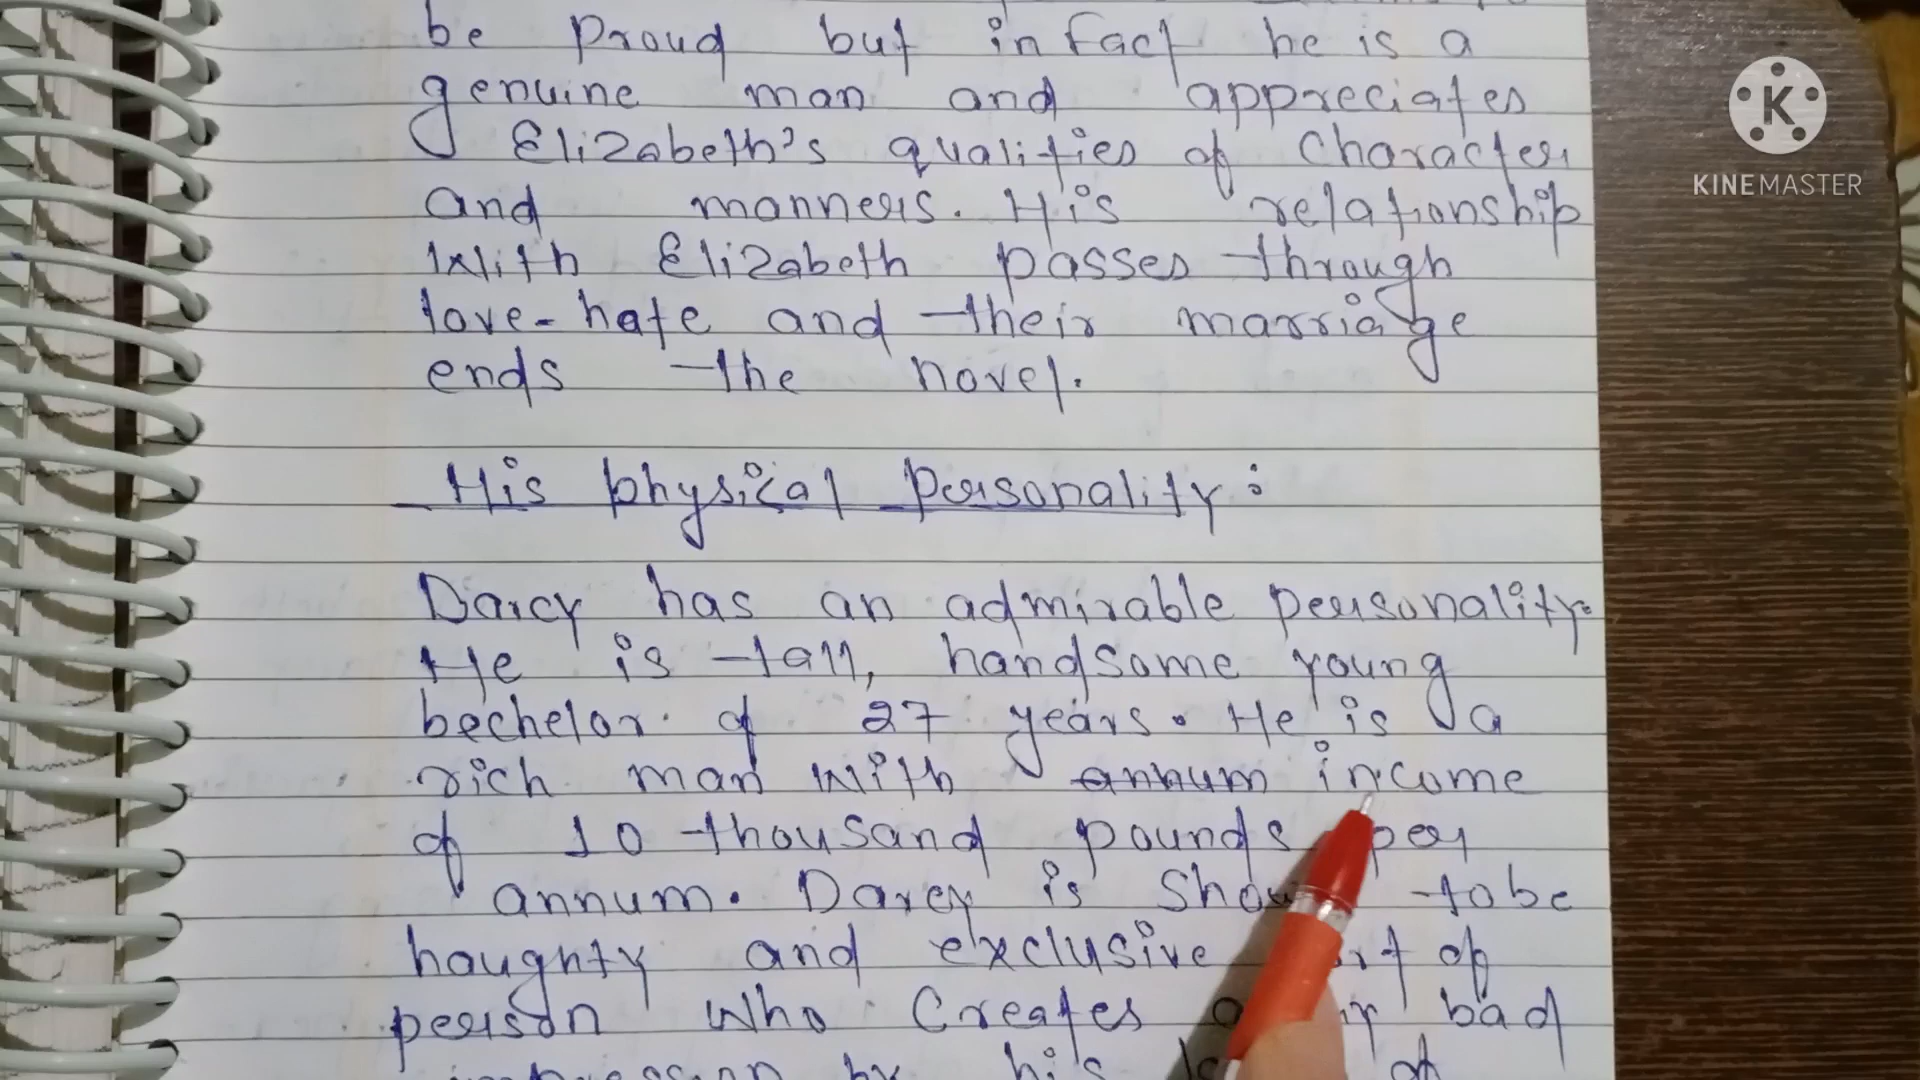 be proud but in fact he is a
genuine man and appreciates
Elizabeth's qualities of character
and manners. His relationship
With Elizabeth passes through
love-hate and their marriage
ends the novel.
His physical personality:
Darcy has an admirable personality.
He is tall, handsome young
bechelor of 27 years. He is a
rich man with annum income
of 10 thousand pounds per
annum. Darcy is to be
haughty and exclusive of
person who creates bad
by his of
KINEMASTER